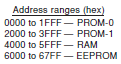 Address ranges (hex)
0000 to 1FFF — PROM-0
2000 to 3FFF — PROM-1
4000 to 5FFF — RAM
6000 to 67FF — EEPROM